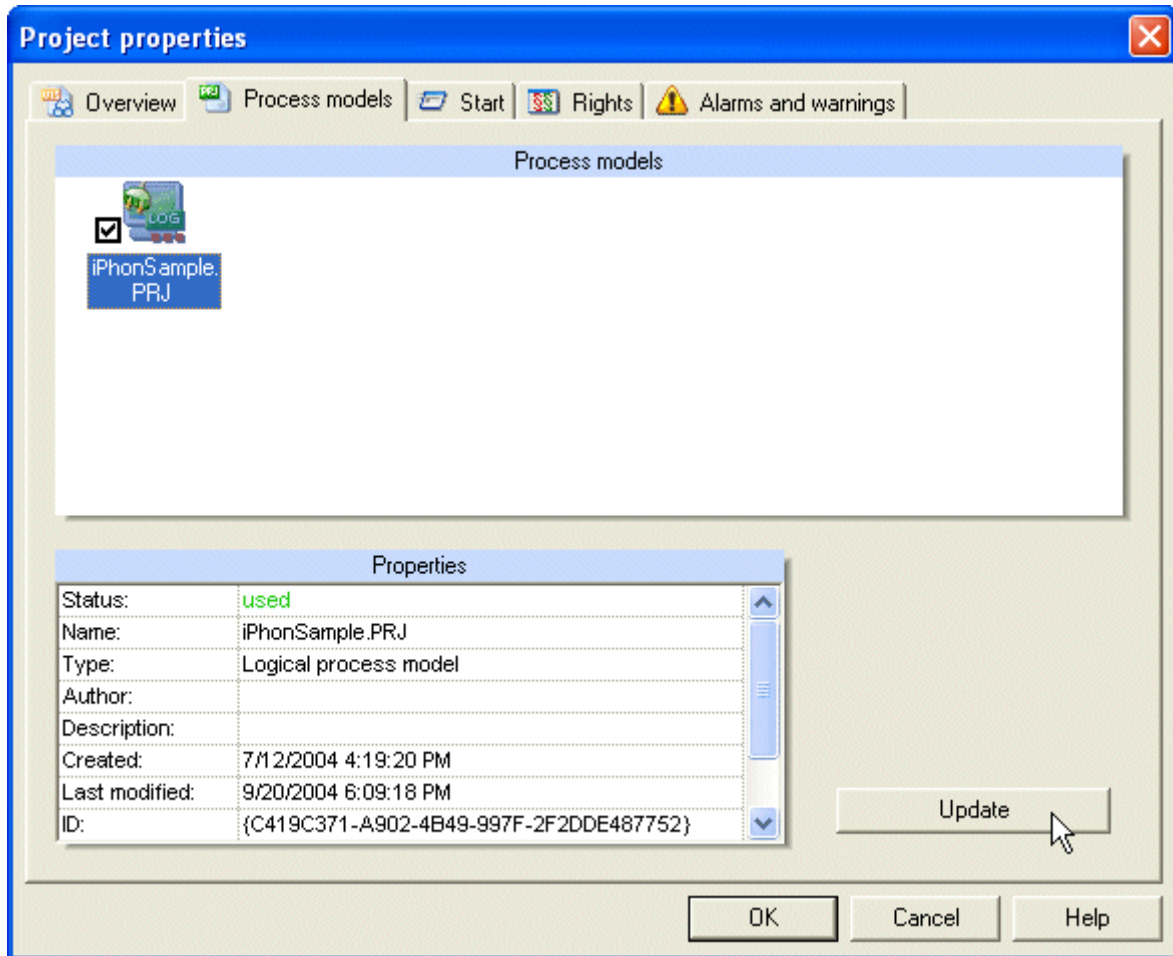 Project properties
Overview
Process models
Start
Rights
Alarms and warnings
Process models
LOG
iPhonSample.
PRJ
Properties
Status: used
Name: iPhonSample.PRJ
Type: Logical process model
Author:
Description:
Created: 7/12/2004 4:19:20 PM
Last modified: 9/20/2004 6:09:18 PM
ID: {C419C371-A902-4B49-997F-2F2DDE487752}
Update
OK
Cancel
Help